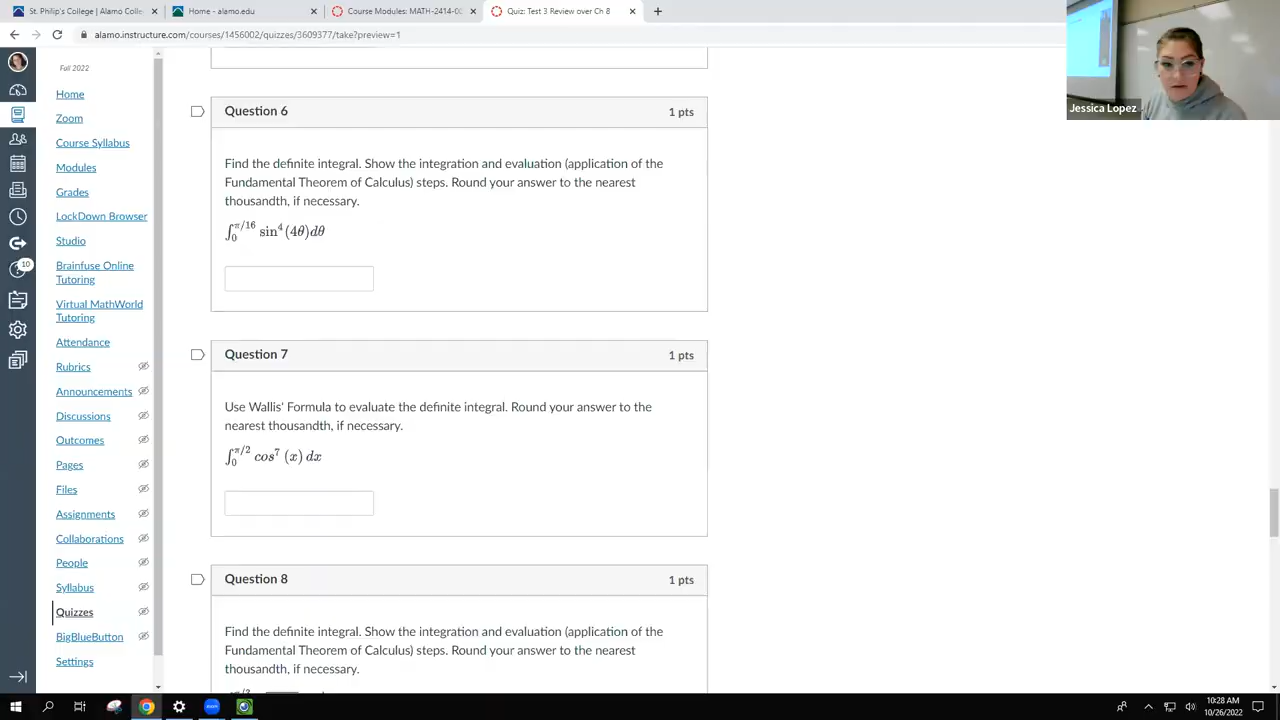 St. Philip's College | Alamo Colle
Home - alamo.edu
Course Modules: MATH-2414-00
Quiz: Test 3 Review over Ch 8
alamo.instructure.com/courses/1456002/quizzes/3609377/take?preview=1
Jessica Lopez
Fall 2022
Home
Zoom
Course Syllabus
Modules
Grades
LockDown Browser
Studio
Brainfuse Online
Tutoring
Virtual MathWorld
Tutoring
Attendance
Rubrics
Announcements
Discussions
Outcomes
Pages
Files
Assignments
Collaborations
People
Syllabus
Quizzes
BigBlueButton
Settings
10
Question 6 1 pts
Find the definite integral. Show the integration and evaluation (application of the
Fundamental Theorem of Calculus) steps. Round your answer to the nearest
thousandth, if necessary.
∫₀^{π/16} sin⁴(4θ)dθ
Question 7 1 pts
Use Wallis' Formula to evaluate the definite integral. Round your answer to the
nearest thousandth, if necessary.
∫₀^{π/2} cos⁷ (x) dx
Question 8 1 pts
Find the definite integral. Show the integration and evaluation (application of the
Fundamental Theorem of Calculus) steps. Round your answer to the nearest
thousandth, if necessary.
10:28 AM
10/26/2022